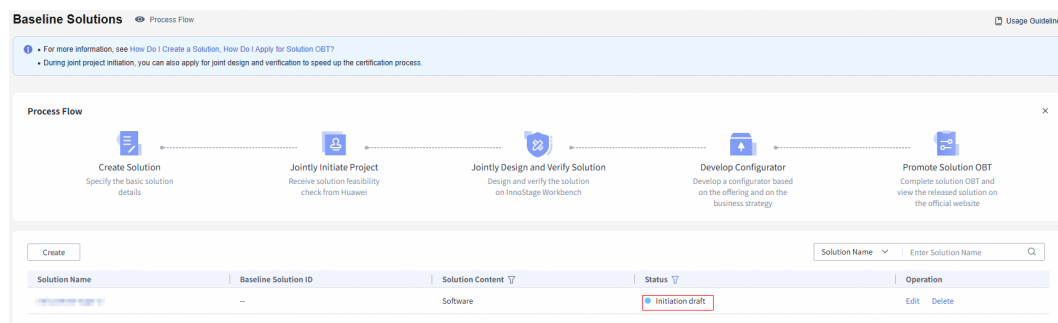 Baseline Solutions Process Flow Usage Guideline
• For more information, see How Do I Create a Solution, How Do I Apply for Solution OBT?
• During joint project initiation, you can also apply for joint design and verification to speed up the certification process.
Process Flow
Create Solution
Specify the basic solution
details
Jointly Initiate Project
Receive solution feasibility
check from Huawei
Jointly Design and Verify Solution
Design and verify the solution
on InnoStage Workbench
Develop Configurator
Develop a configurator based
on the offering and on the
business strategy
Promote Solution OBT
Complete solution OBT and
view the released solution on
the official website
Create Solution Name Enter Solution Name
Solution Name Baseline Solution ID Solution Content Status Operation
-- Software Initiation draft Edit Delete